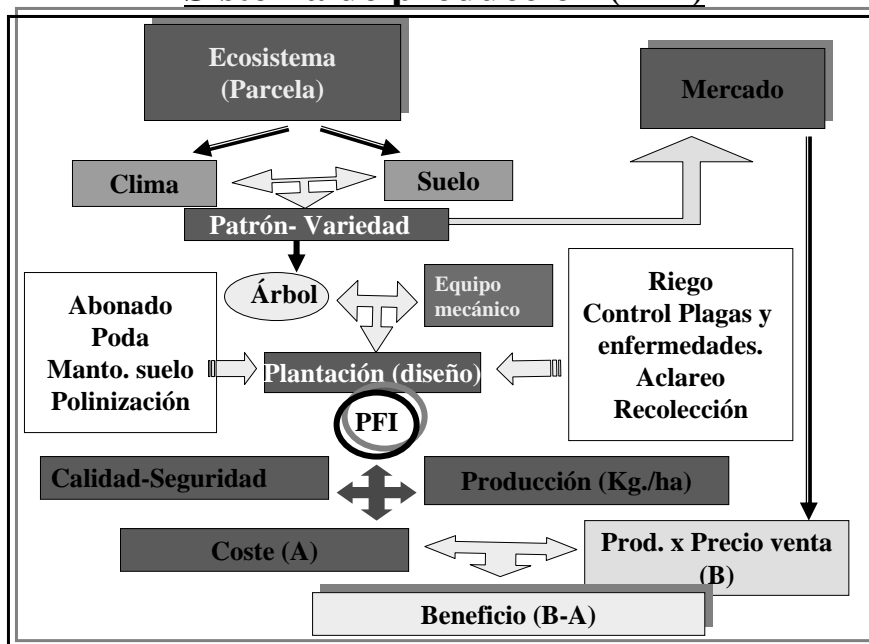 Ecosistema
(Parcela)
Mercado
Clima
Suelo
Patrón- Variedad
Árbol
Equipo
mecánico
Abonado
Poda
Manto. suelo
Polinización
Riego
Control Plagas y
enfermedades.
Aclareo
Recolección
Plantación (diseño)
PFI
Calidad-Seguridad
Producción (Kg./ha)
Coste (A)
Prod. x Precio venta
(B)
Beneficio (B-A)